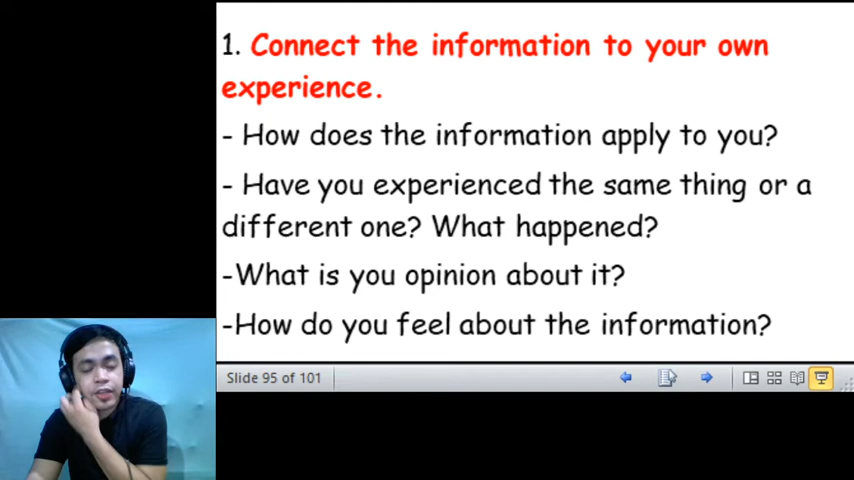 1. Connect the information to your own
experience.
- How does the information apply to you?
- Have you experienced the same thing or a
different one? What happened?
-What is you opinion about it?
-How do you feel about the information?
Slide 95 of 101